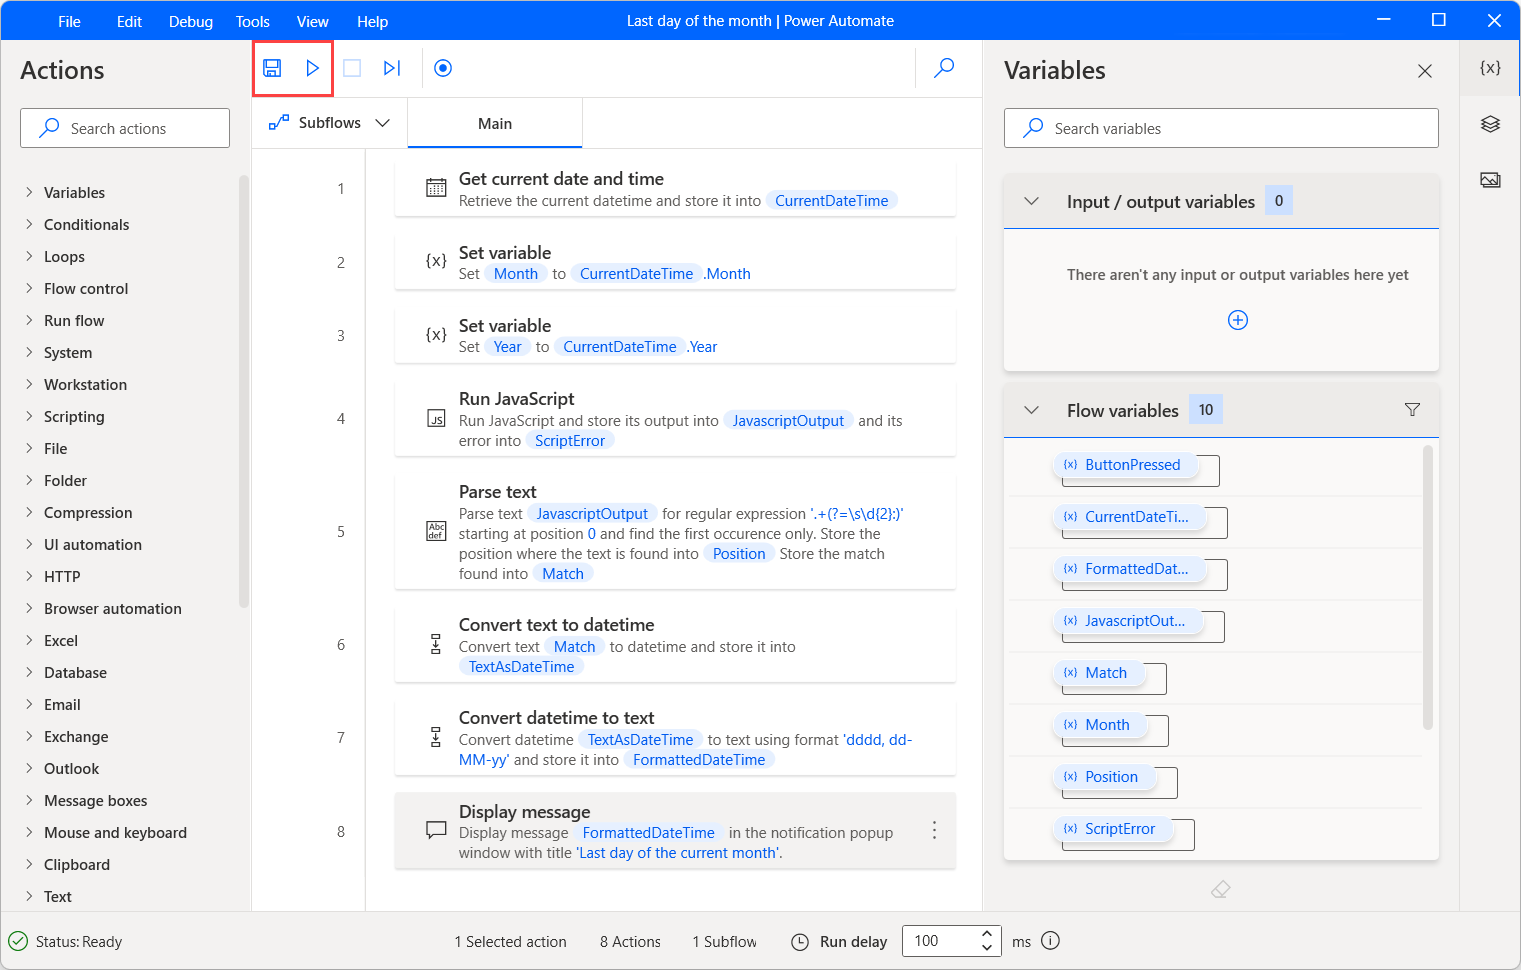 File Edit Debug Tools View Help
Last day of the month | Power Automate
Actions
Search actions
Variables
Conditionals
Loops
Flow control
Run flow
System
Workstation
Scripting
File
Folder
Compression
UI automation
HTTP
Browser automation
Excel
Database
Email
Exchange
Outlook
Message boxes
Mouse and keyboard
Clipboard
Text
Subflows
Main
1
Get current date and time
Retrieve the current datetime and store it into CurrentDateTime
2
{x}
Set variable
Set Month to CurrentDateTime .Month
3
{x}
Set variable
Set Year to CurrentDateTime .Year
4
JS
Run JavaScript
Run JavaScript and store its output into JavascriptOutput and its
error into ScriptError
5
Abc
def
Parse text
Parse text JavascriptOutput for regular expression '.+(?=\s\d{2}:)'
starting at position 0 and find the first occurence only. Store the
position where the text is found into Position Store the match
found into Match
6
Convert text to datetime
Convert text Match to datetime and store it into
TextAsDateTime
7
Convert datetime to text
Convert datetime TextAsDateTime to text using format 'dddd, dd-
MM-yy' and store it into FormattedDateTime
8
Display message
Display message FormattedDateTime in the notification popup
window with title 'Last day of the current month'.
Variables
{x}
Search variables
Input / output variables 0
There aren't any input or output variables here yet
Flow variables 10
{x} ButtonPressed
{x} CurrentDateTi...
{x} FormattedDat...
{x} JavascriptOut...
{x} Match
{x} Month
{x} Position
{x} ScriptError
Status: Ready
1 Selected action
8 Actions
1 Subflow
Run delay 100 ms